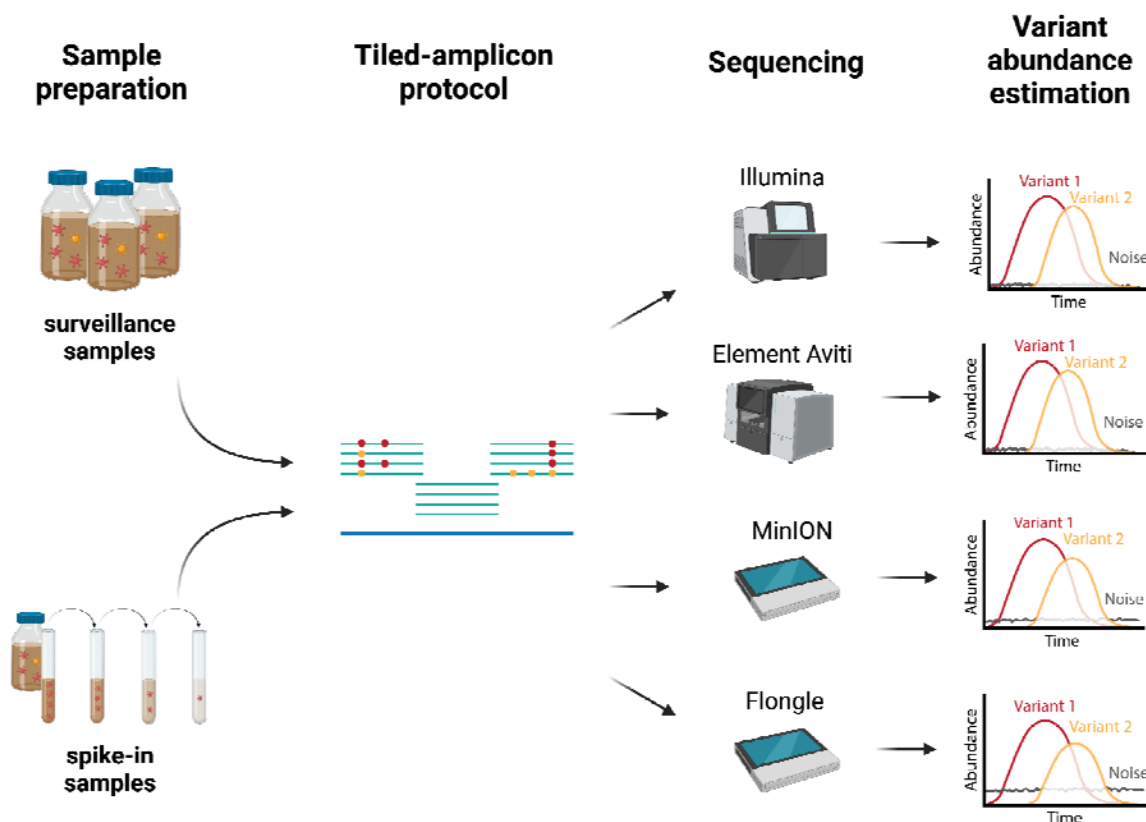 Sample
preparation
Tiled-amplicon
protocol
Sequencing
Variant
abundance
estimation
surveillance
samples
spike-in
samples
Illumina
Variant 1
Variant 2
Noise
Abundance
Time
Element Aviti
Variant 1
Variant 2
Noise
Abundance
Time
MinION
Variant 1
Variant 2
Noise
Abundance
Time
Flongle
Variant 1
Variant 2
Noise
Abundance
Time